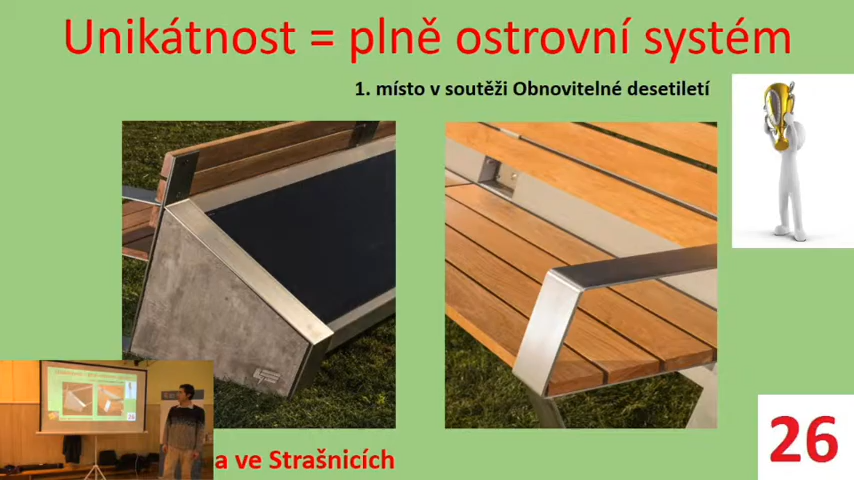 Unikátnost = plně ostrovní systém
1. místo v soutěži Obnovitelné desetiletí
a ve Strašnicích
26